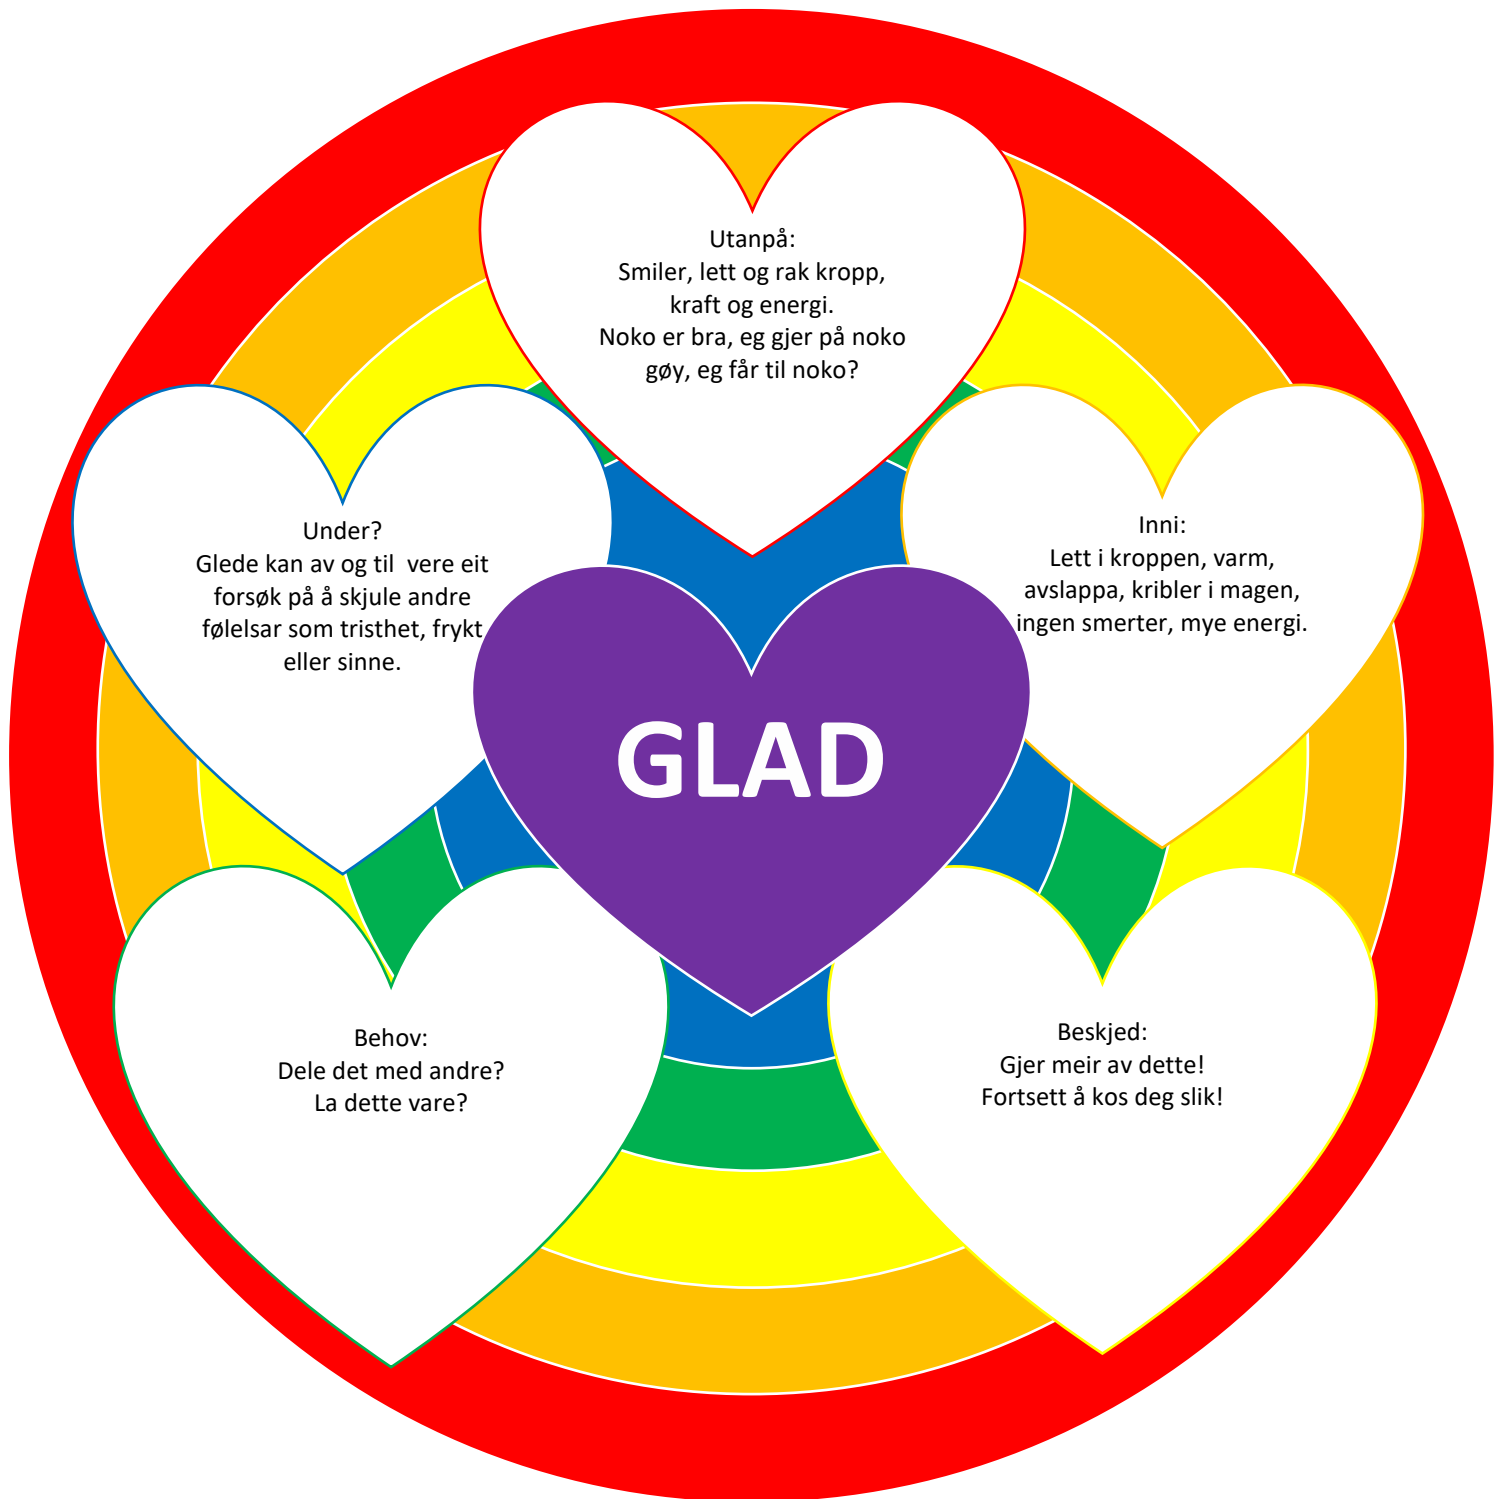 Utanpå:
Smiler, lett og rak kropp,
kraft og energi.
Noko er bra, eg gjer på noko
gøy, eg får til noko?
Under?
Glede kan av og til  vere eit
forsøk på å skjule andre
følelsar som tristhet, frykt
eller sinne.
Inni:
Lett i kroppen, varm,
avslappa, kribler i magen,
ingen smerter, mye energi.
GLAD
Behov:
Dele det med andre?
La dette vare?
Beskjed:
Gjer meir av dette!
Fortsett å kos deg slik!